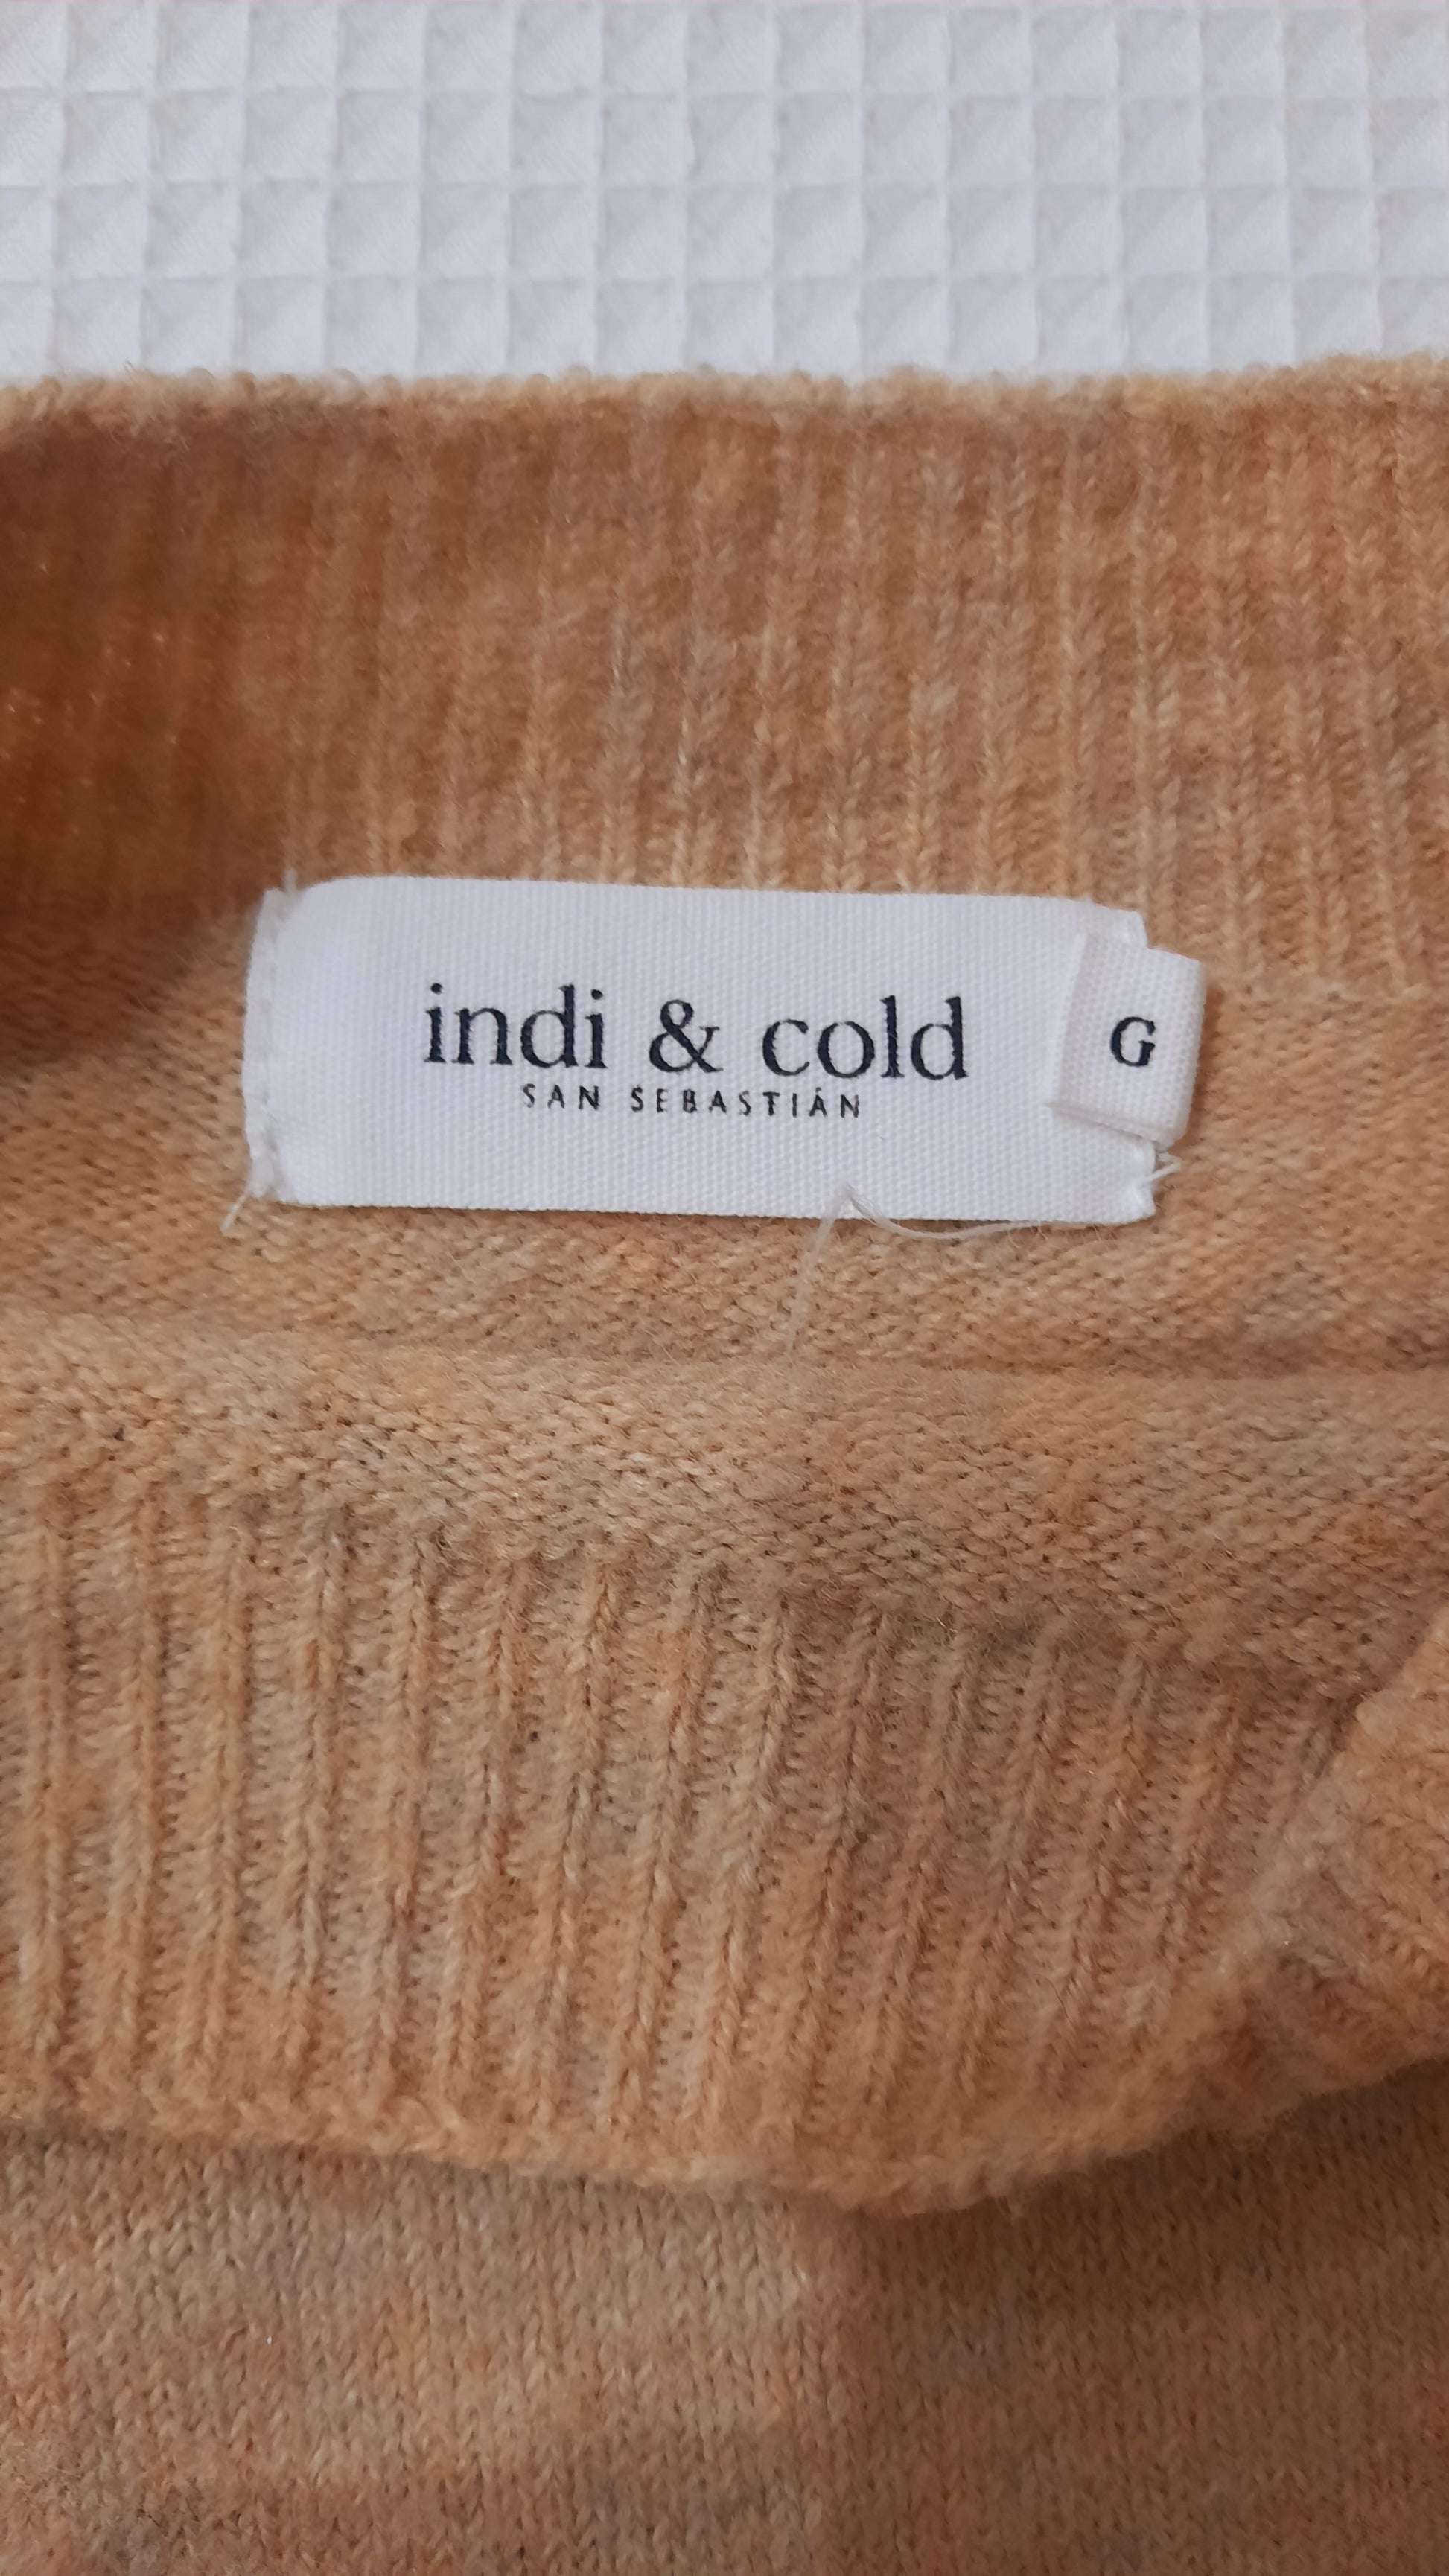 indi & cold
SAN SEBASTIÁN
G